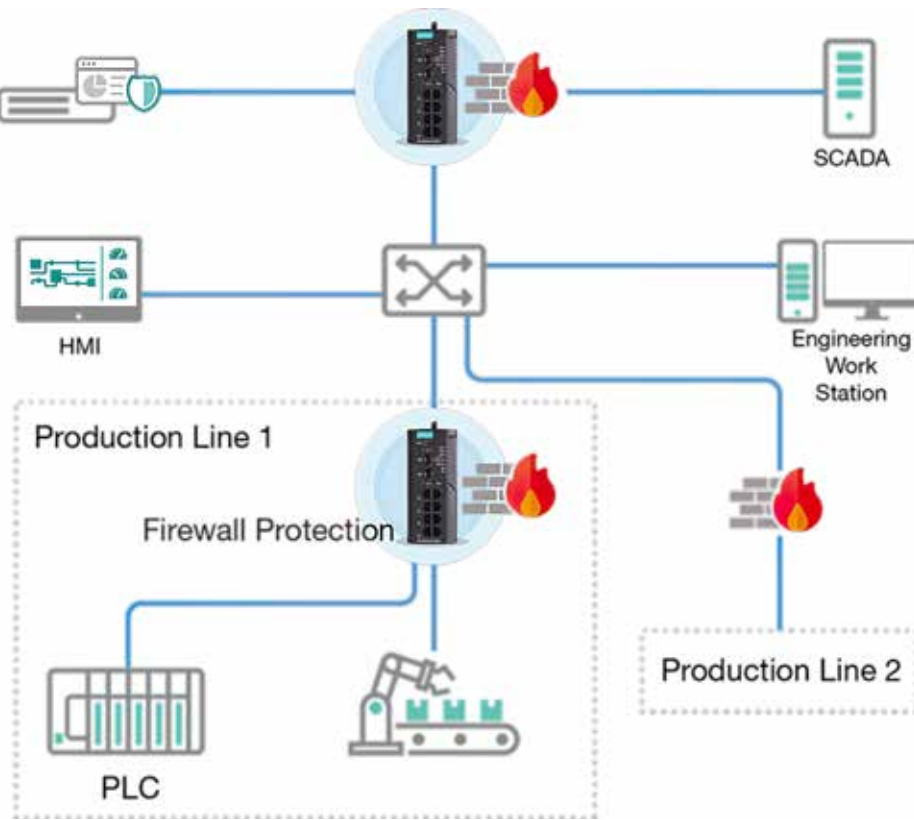 SCADA
HMI
Engineering
Work
Station
Production Line 1
Firewall Protection
Production Line 2
PLC